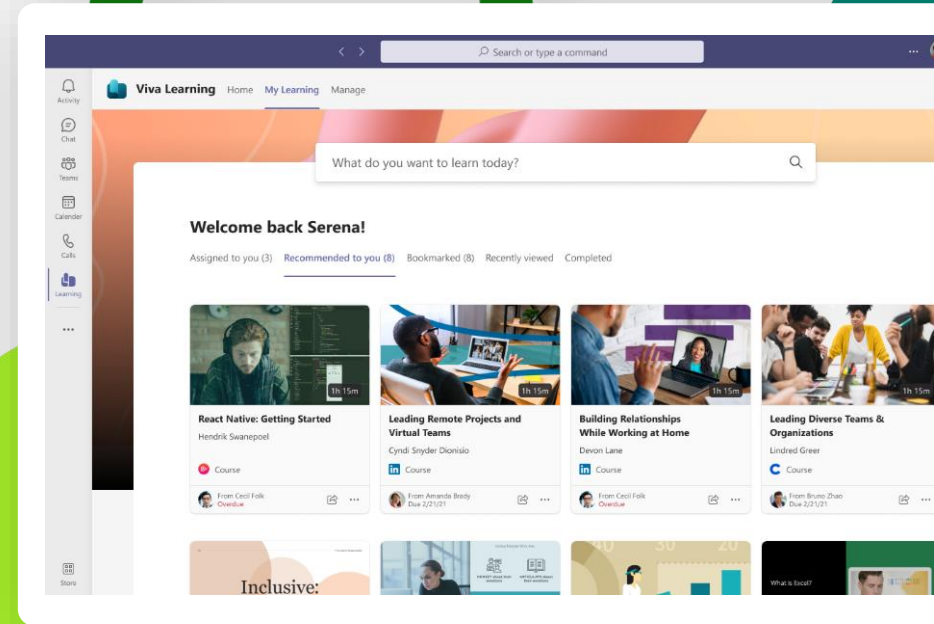 Search or type a command
Activity
Chat
Teams
Calender
Calls
Learning
Store
Viva Learning Home My Learning Manage
What do you want to learn today?
Welcome back Serena!
Assigned to you (3) Recommended to you (8) Bookmarked (8) Recently viewed Completed
1h 15m
React Native: Getting Started
Hendrik Swanepoel
Course
From Cecil Folk
Overdue
1h 15m
Leading Remote Projects and
Virtual Teams
Cyndi Snyder Dionisio
in Course
From Amanda Brady
Due 2/21/21
1h 15m
Building Relationships
While Working at Home
Devon Lane
in Course
From Cecil Folk
Overdue
1h 15m
Leading Diverse Teams &
Organizations
Lindred Greer
Course
From Bruno Zhao
Due 2/21/21
Inclusive:
40 30 20
What is Excel?